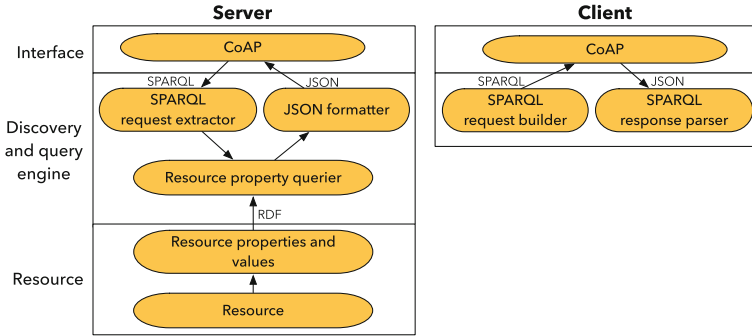 Server
Client
Interface
CoAP
CoAP
SPARQL
JSON
SPARQL
JSON
Discovery
and query
engine
SPARQL
request extractor
JSON formatter
SPARQL
request builder
SPARQL
response parser
Resource property querier
RDF
Resource
Resource properties and
values
Resource